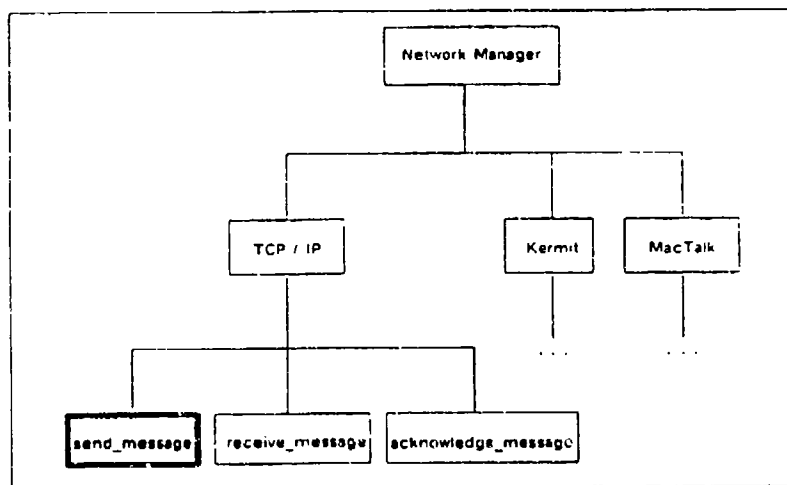 Network Manager
TCP / IP
Kermit
MacTalk
...
...
send_message
receive_message
acknowledge_message